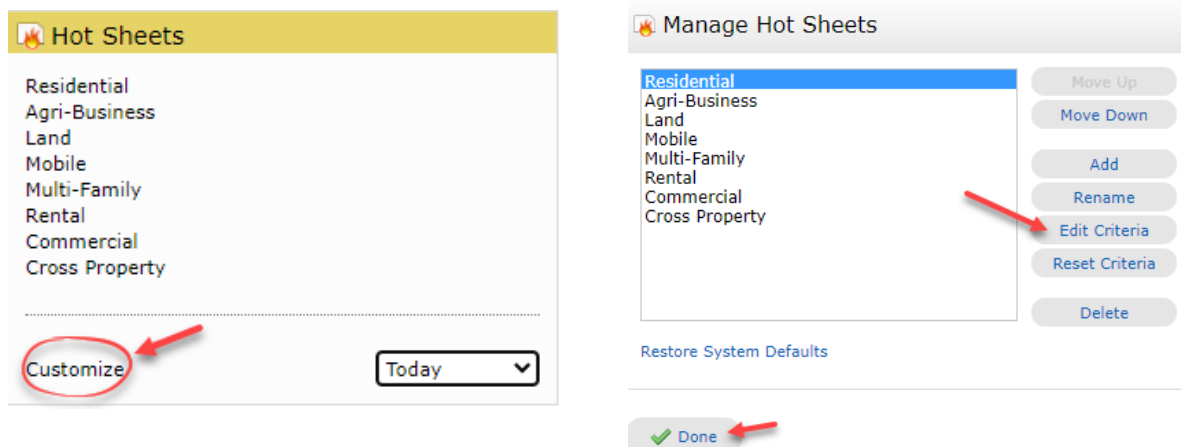 Hot Sheets
Residential
Agri-Business
Land
Mobile
Multi-Family
Rental
Commercial
Cross Property
Customize
Today
Manage Hot Sheets
Residential
Agri-Business
Land
Mobile
Multi-Family
Rental
Commercial
Cross Property
Move Up
Move Down
Add
Rename
Edit Criteria
Reset Criteria
Delete
Restore System Defaults
Done